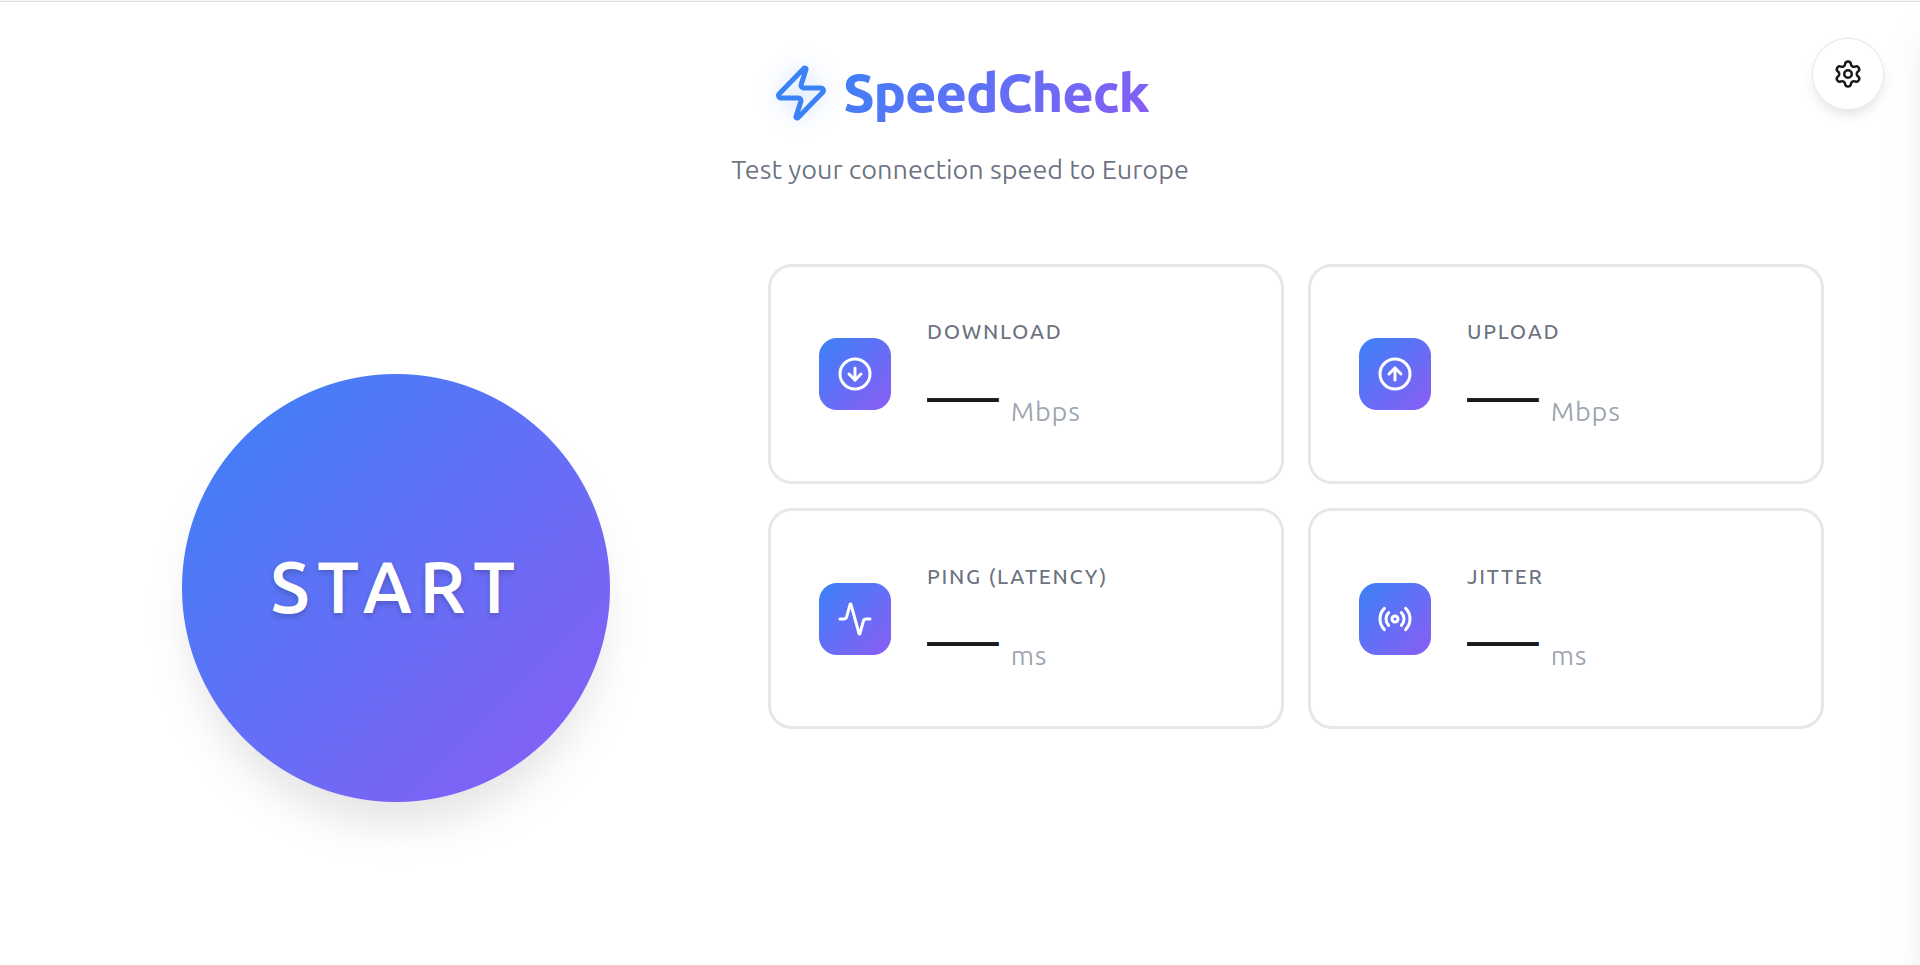 SpeedCheck
Test your connection speed to Europe
START
DOWNLOAD
— Mbps
UPLOAD
— Mbps
PING (LATENCY)
— ms
JITTER
— ms